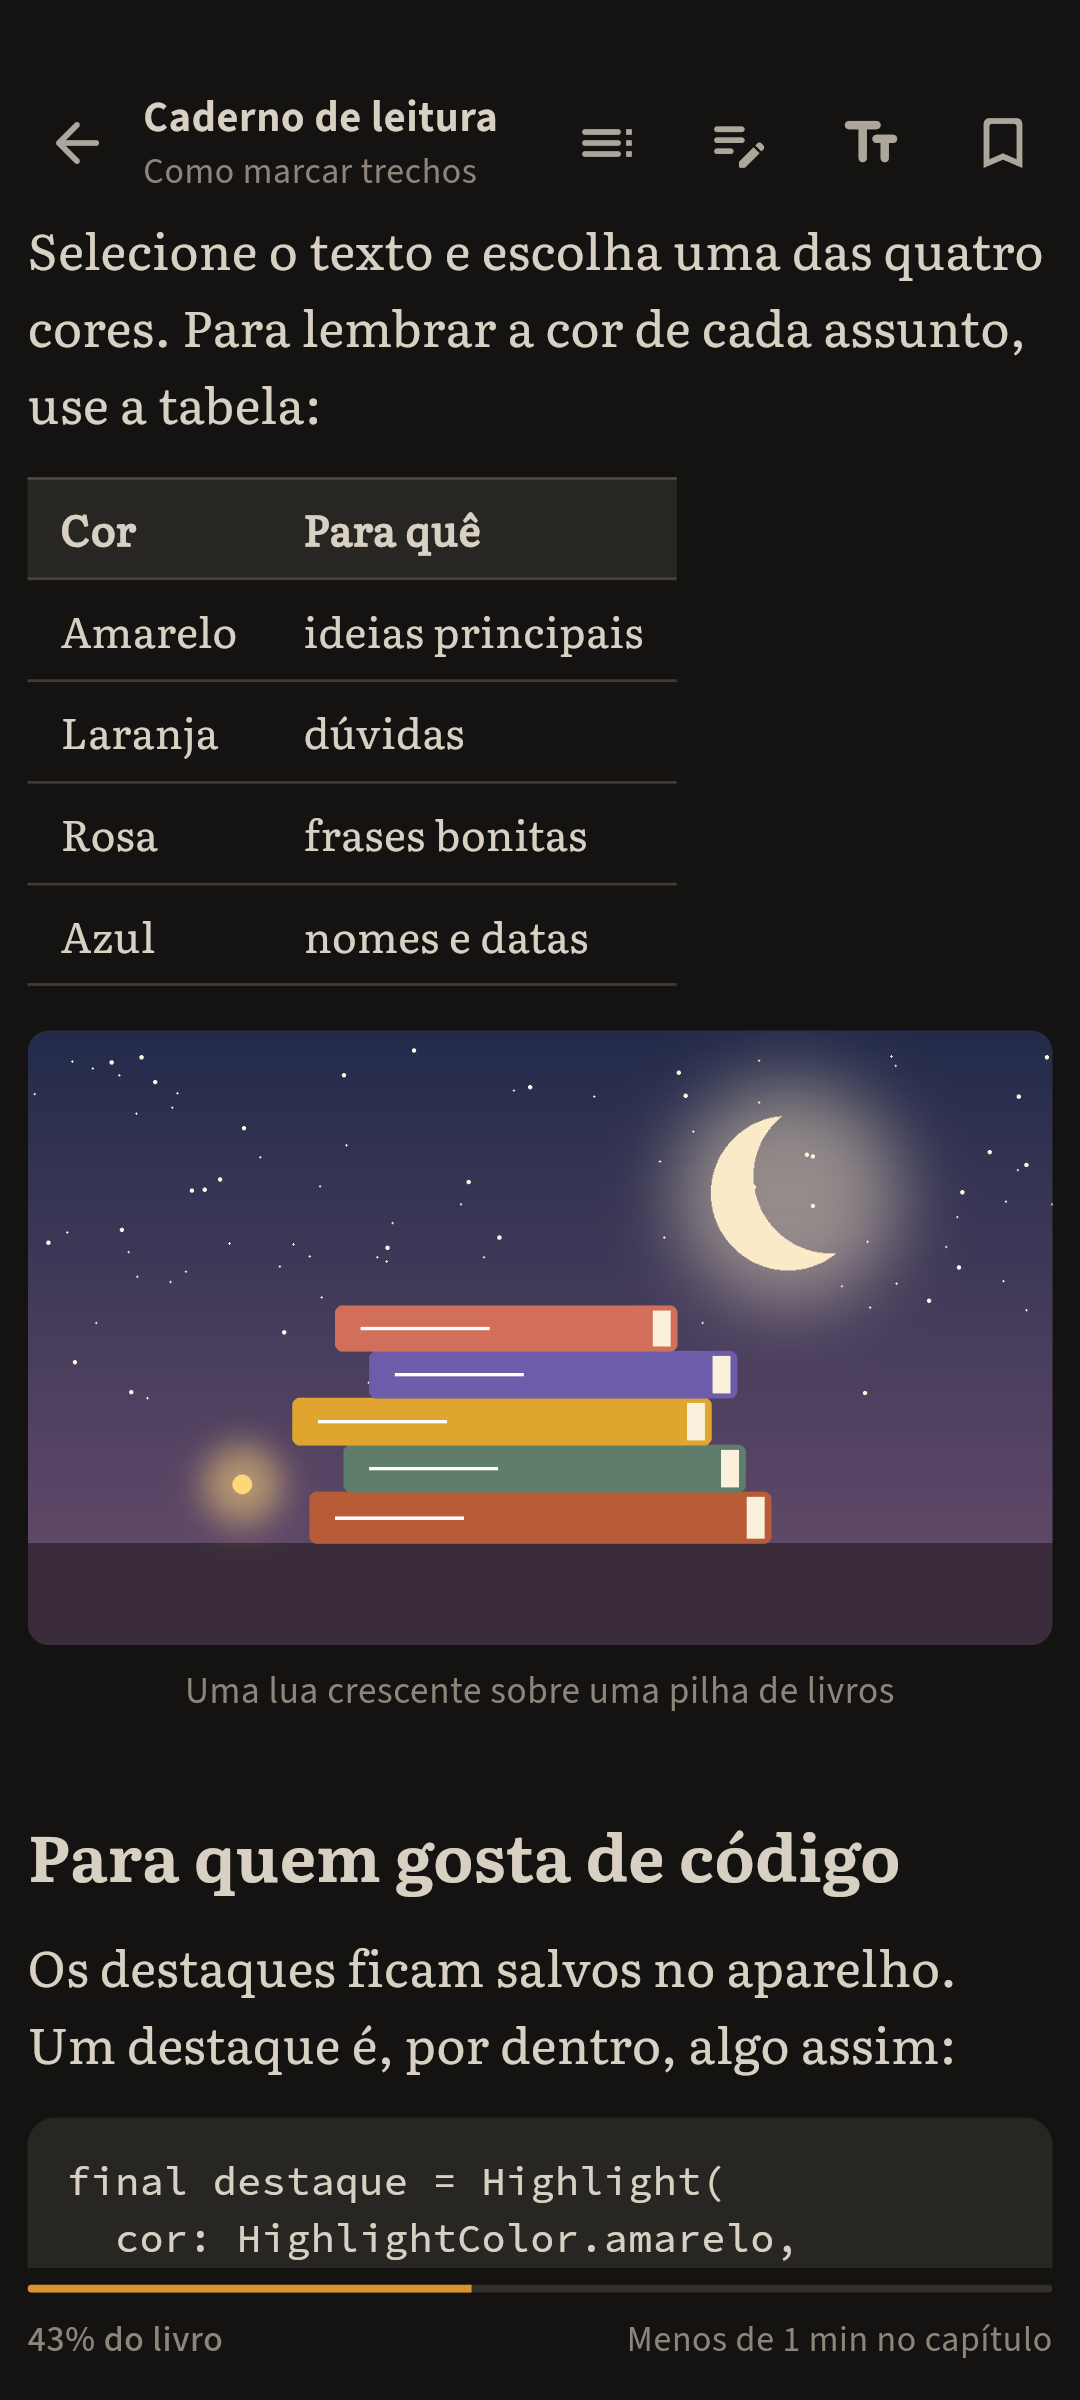 Caderno de leitura
Como marcar trechos
Selecione o texto e escolha uma das quatro
cores. Para lembrar a cor de cada assunto,
use a tabela:
Cor Para quê
Amarelo ideias principais
Laranja dúvidas
Rosa frases bonitas
Azul nomes e datas
Uma lua crescente sobre uma pilha de livros
Para quem gosta de código
Os destaques ficam salvos no aparelho.
Um destaque é, por dentro, algo assim:
final destaque = Highlight(
  cor: HighlightColor.amarelo,
43% do livro Menos de 1 min no capítulo